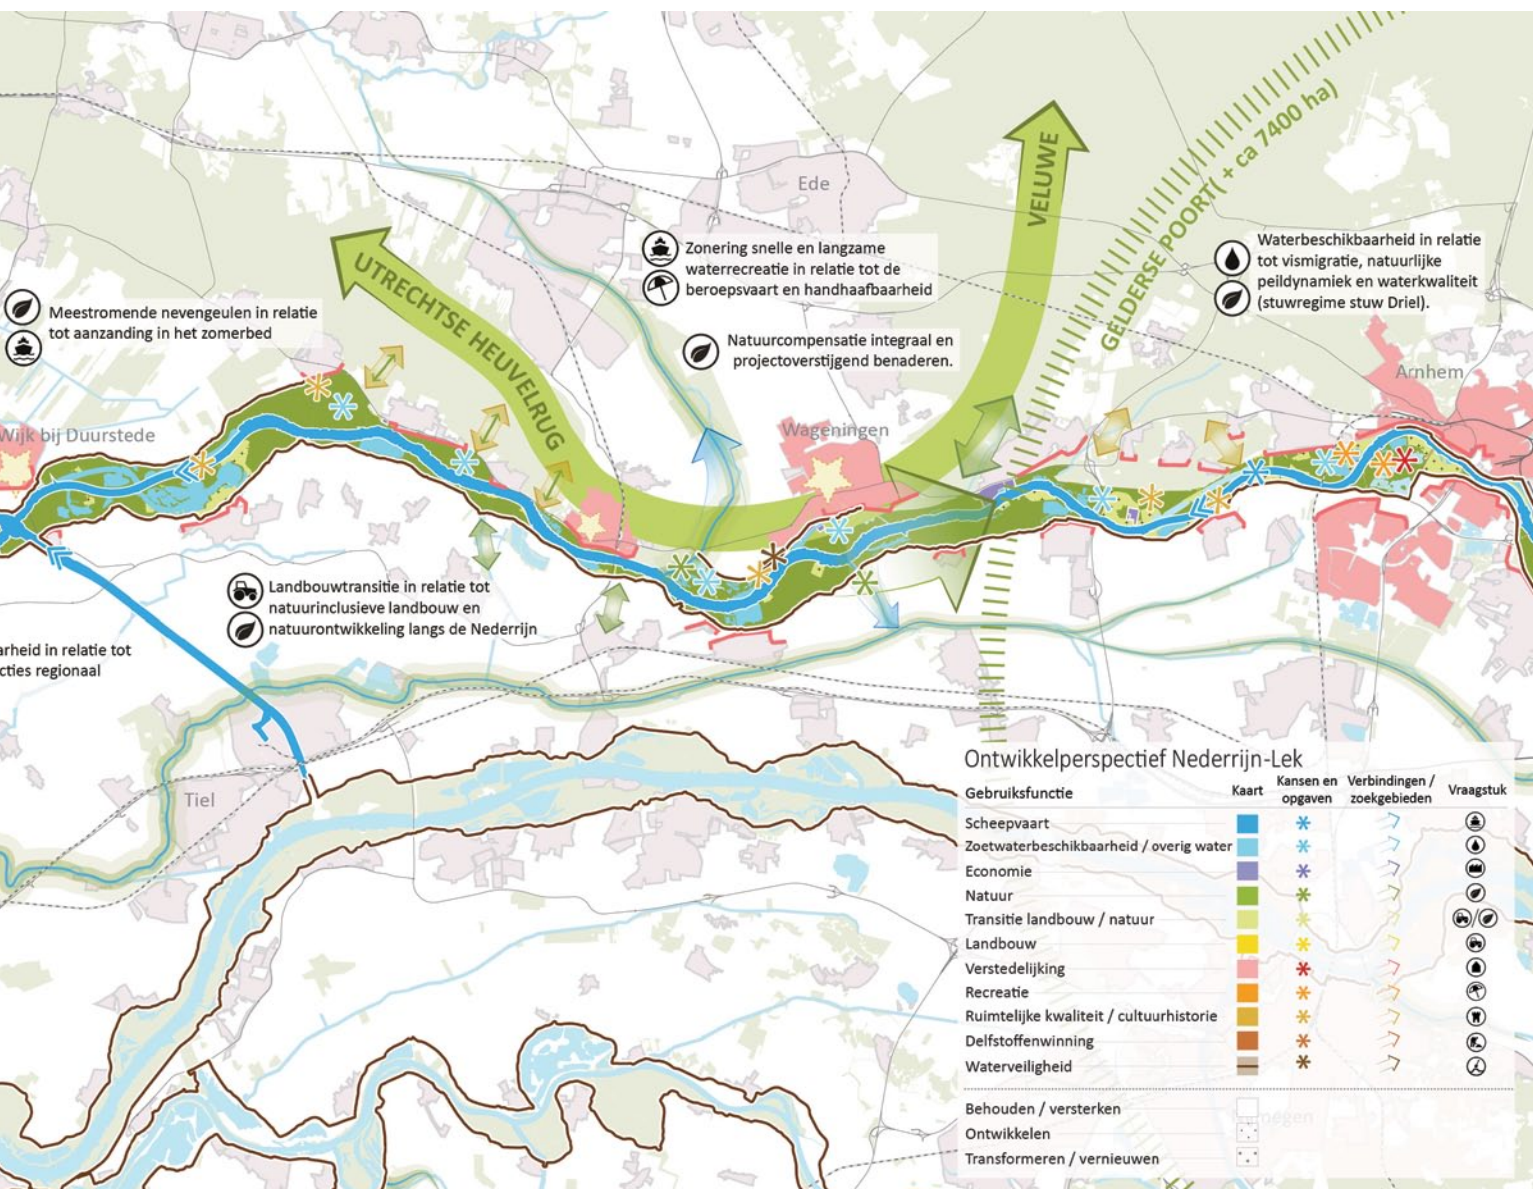 Ede
VELUWE
GELDERSE POORT( + ca 7400 ha)
UTRECHTSE HEUVELRUG
Zonering snelle en langzame
waterrecreatie in relatie tot de
beroepsvaart en handhaafbaarheid
Waterbeschikbaarheid in relatie
tot vismigratie, natuurlijke
peildynamiek en waterkwaliteit
(stuwregime stuw Driel).
Meestromende nevengeulen in relatie
tot aanzanding in het zomerbed
Natuurcompensatie integraal en
projectoverstijgend benaderen.
Arnhem
Wijk bij Duurstede
Wageningen
Landbouwtransitie in relatie tot
natuurinclusieve landbouw en
natuurontwikkeling langs de Nederrijn
arheid in relatie tot
cties regionaal
Tiel
Ontwikkelperspectief Nederrijn-Lek
Gebruiksfunctie Kaart Kansen en opgaven Verbindingen / zoekgebieden Vraagstuk
Scheepvaart
Zoetwaterbeschikbaarheid / overig water
Economie
Natuur
Transitie landbouw / natuur
Landbouw
Verstedelijking
Recreatie
Ruimtelijke kwaliteit / cultuurhistorie
Delfstoffenwinning
Waterveiligheid
Behouden / versterken
Ontwikkelen
Transformeren / vernieuwen